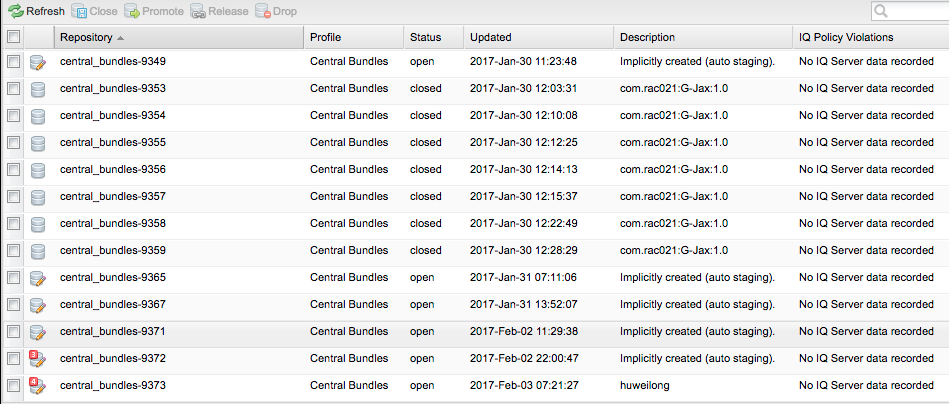 Refresh Close Promote Release Drop
Repository Profile Status Updated Description IQ Policy Violations
central_bundles-9349 Central Bundles open 2017-Jan-30 11:23:48 Implicitly created (auto staging). No IQ Server data recorded
central_bundles-9353 Central Bundles closed 2017-Jan-30 12:03:31 com.rac021:G-Jax:1.0 No IQ Server data recorded
central_bundles-9354 Central Bundles closed 2017-Jan-30 12:10:08 com.rac021:G-Jax:1.0 No IQ Server data recorded
central_bundles-9355 Central Bundles closed 2017-Jan-30 12:12:25 com.rac021:G-Jax:1.0 No IQ Server data recorded
central_bundles-9356 Central Bundles closed 2017-Jan-30 12:14:13 com.rac021:G-Jax:1.0 No IQ Server data recorded
central_bundles-9357 Central Bundles closed 2017-Jan-30 12:15:37 com.rac021:G-Jax:1.0 No IQ Server data recorded
central_bundles-9358 Central Bundles closed 2017-Jan-30 12:22:49 com.rac021:G-Jax:1.0 No IQ Server data recorded
central_bundles-9359 Central Bundles closed 2017-Jan-30 12:28:29 com.rac021:G-Jax:1.0 No IQ Server data recorded
central_bundles-9365 Central Bundles open 2017-Jan-31 07:11:06 Implicitly created (auto staging). No IQ Server data recorded
central_bundles-9367 Central Bundles open 2017-Jan-31 13:52:07 Implicitly created (auto staging). No IQ Server data recorded
central_bundles-9371 Central Bundles open 2017-Feb-02 11:29:38 Implicitly created (auto staging). No IQ Server data recorded
3 central_bundles-9372 Central Bundles open 2017-Feb-02 22:00:47 Implicitly created (auto staging). No IQ Server data recorded
4 central_bundles-9373 Central Bundles open 2017-Feb-03 07:21:27 huweilong No IQ Server data recorded